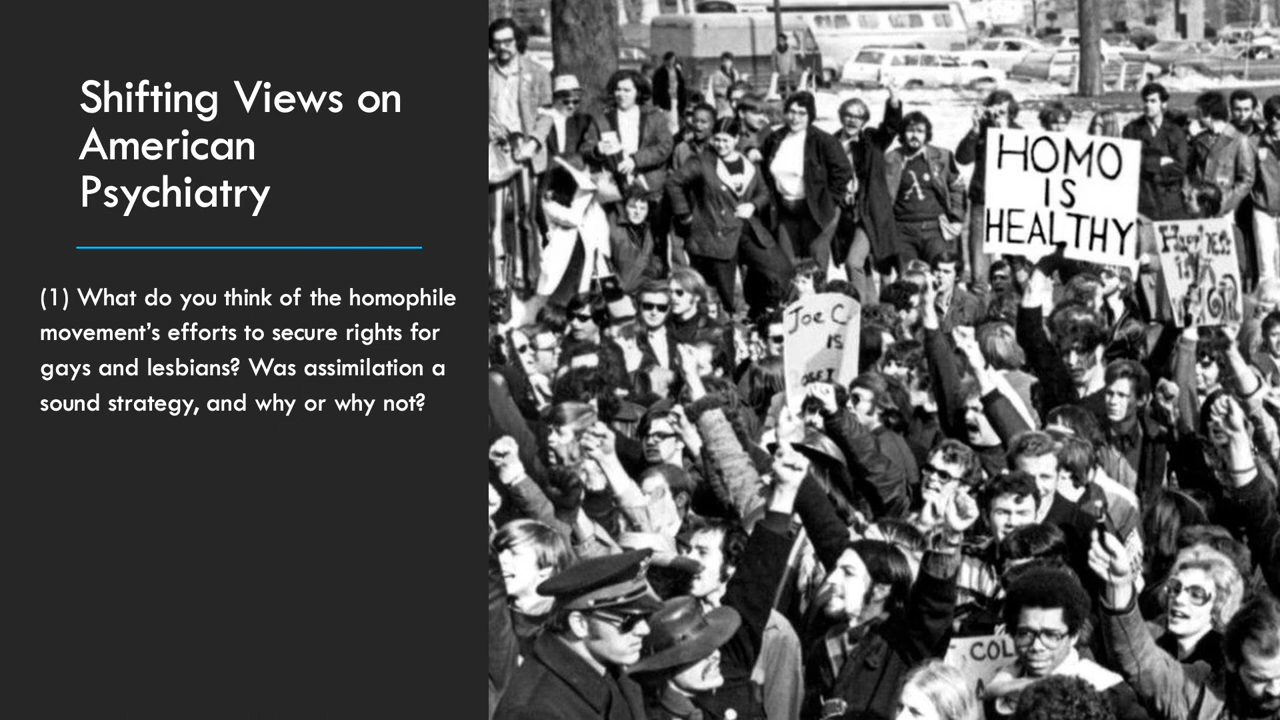 Shifting Views on
American
Psychiatry
(1) What do you think of the homophile
movement’s efforts to secure rights for
gays and lesbians? Was assimilation a
sound strategy, and why or why not?
HOMO
IS
HEALTHY
Joe C
IS
COL